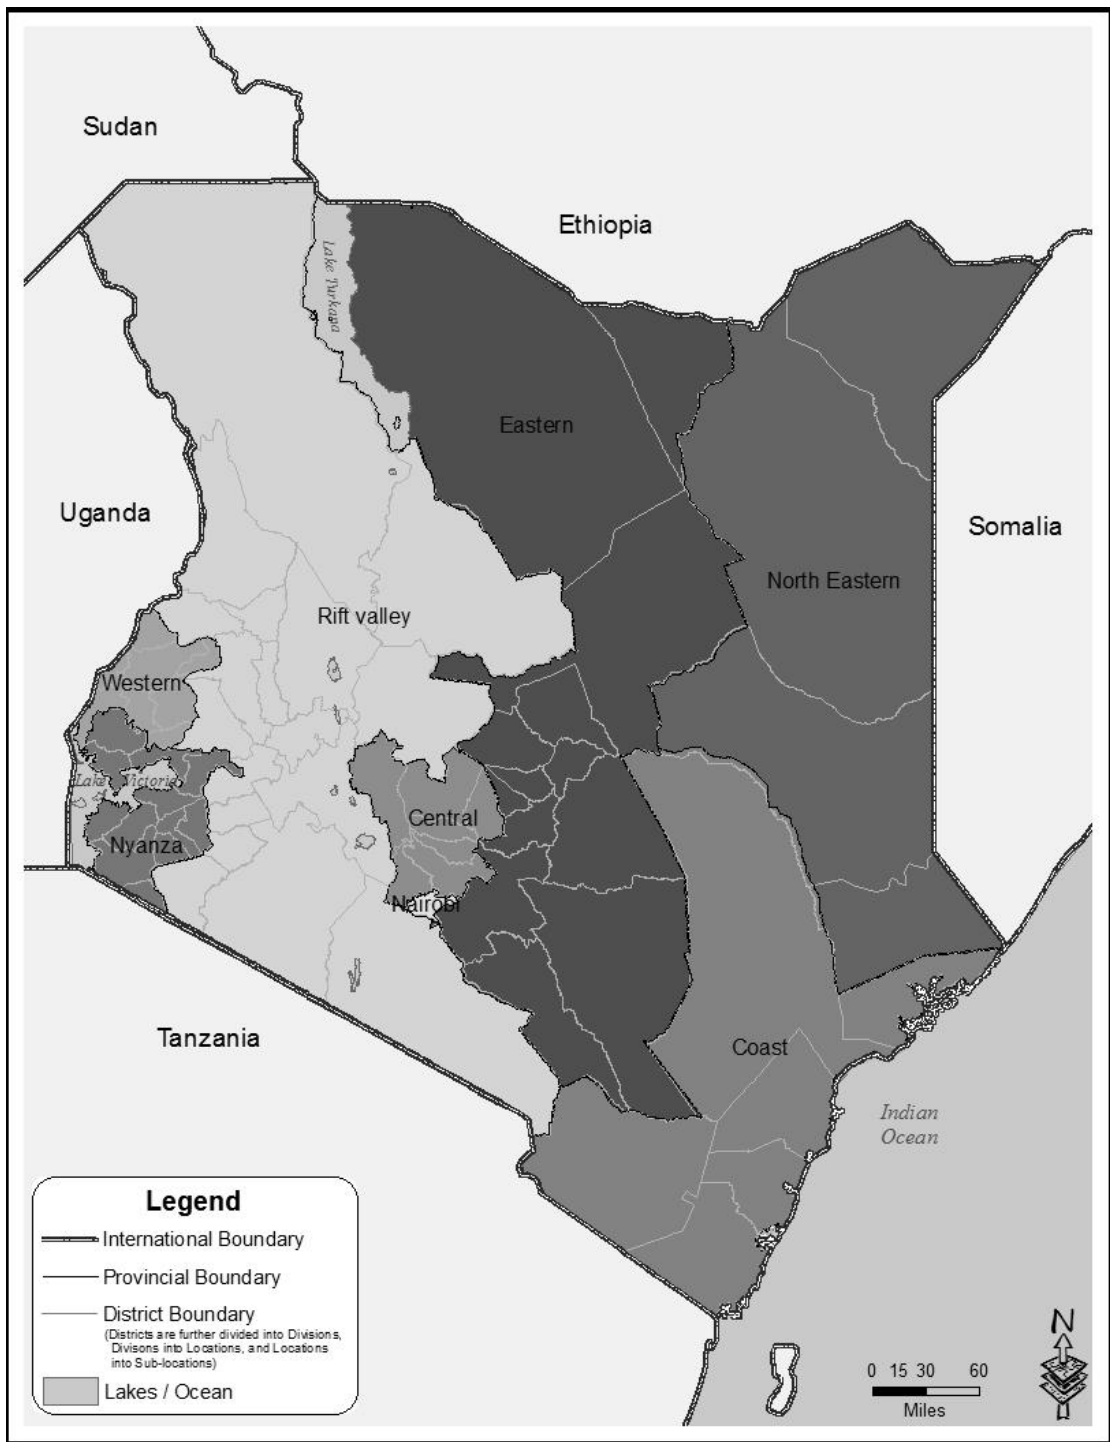 Sudan
Ethiopia
Lake Turkana
Eastern
Uganda
Somalia
North Eastern
Rift valley
Western
Lake Victoria
Central
Nyanza
Nairobi
Tanzania
Coast
Indian
Ocean
Legend
International Boundary
Provincial Boundary
District Boundary
(Districts are further divided into Divisions,
Divisons into Locations, and Locations
into Sub-locations)
Lakes / Ocean
N
0 15 30 60
Miles